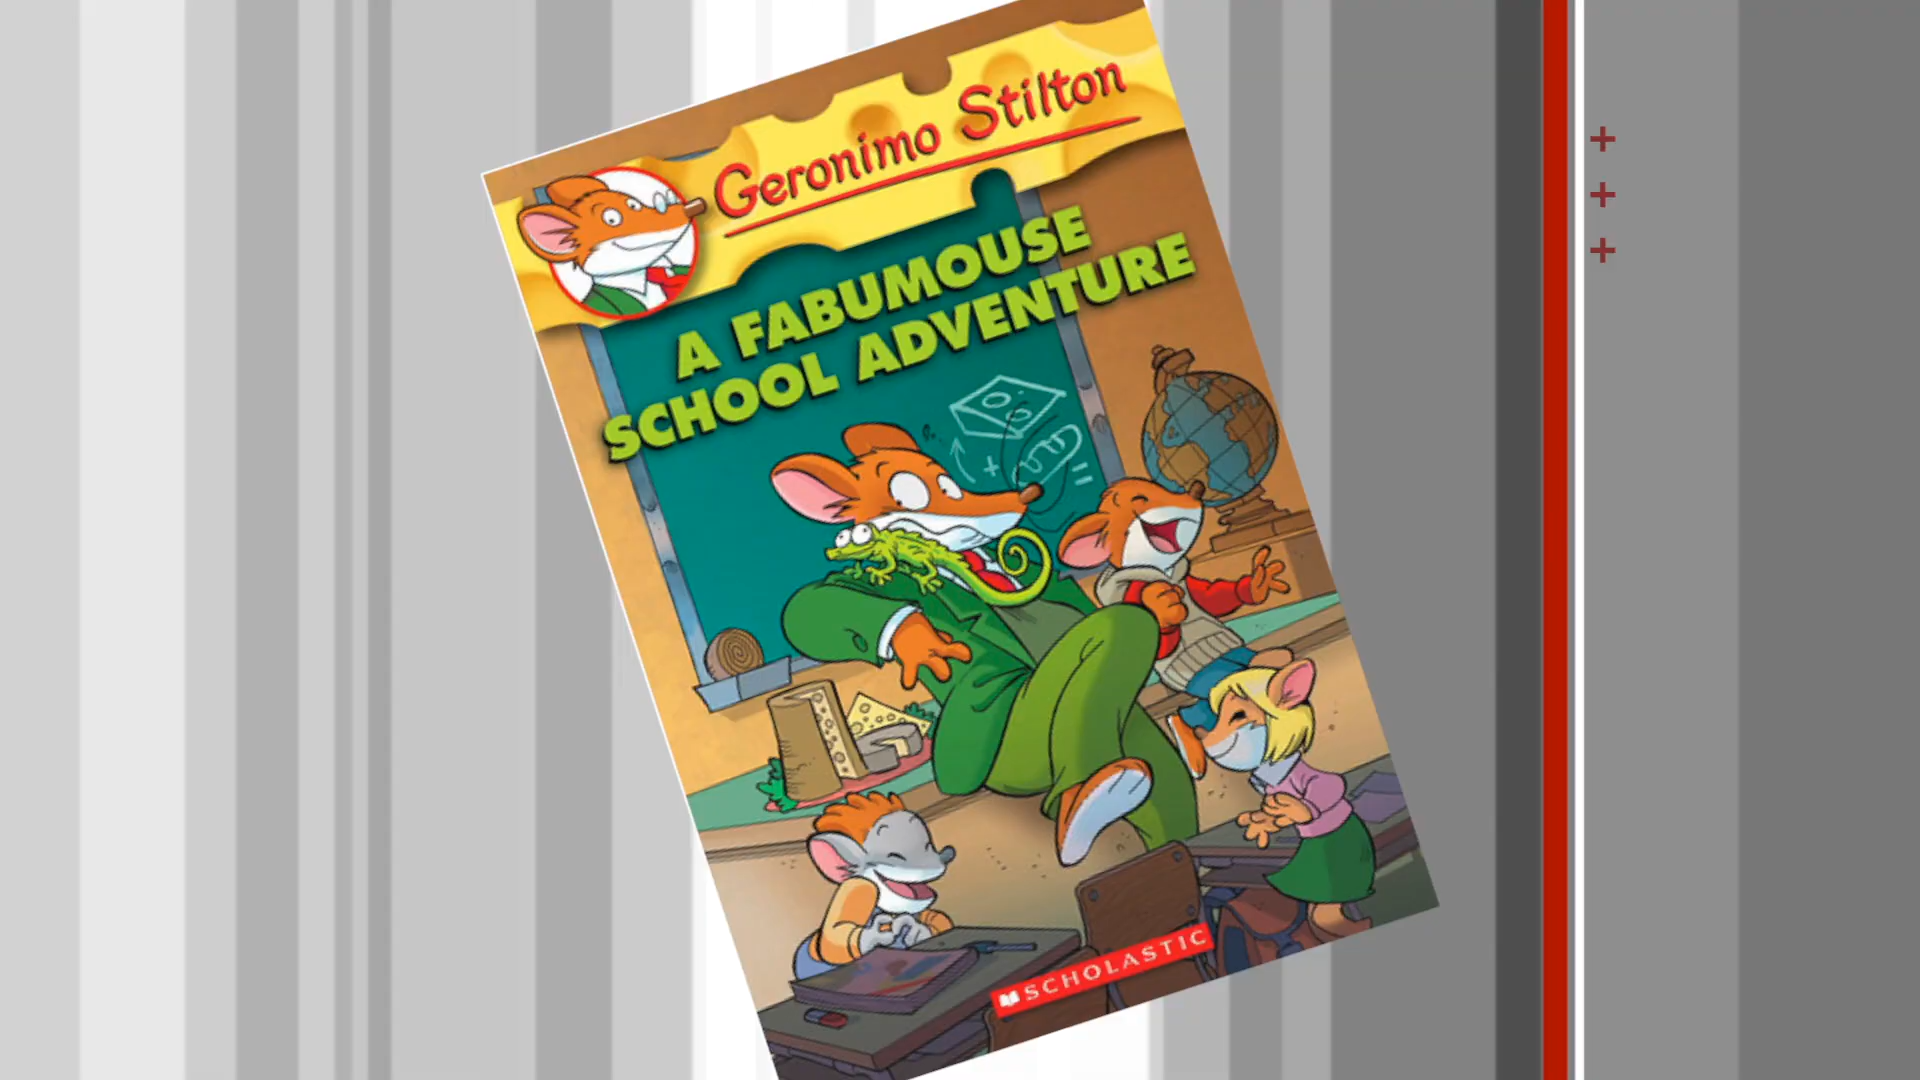 Geronimo Stilton
A FABUMOUSE
SCHOOL ADVENTURE
SCHOLASTIC
+
+
+